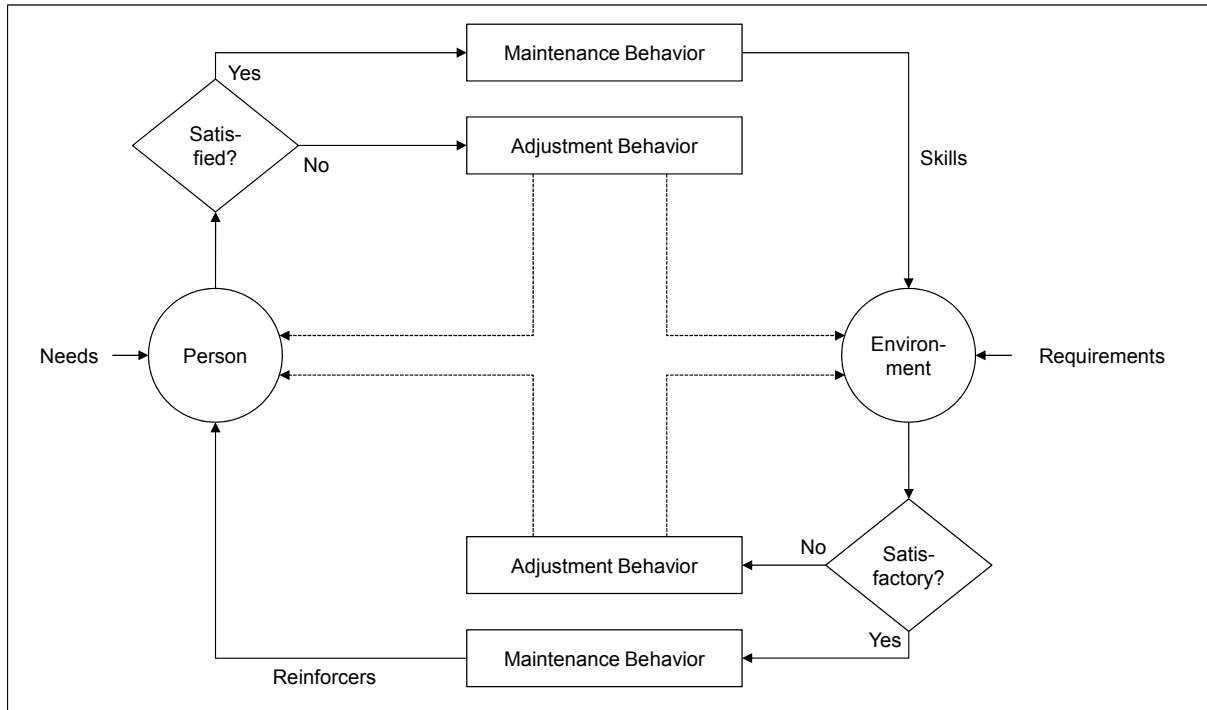 Maintenance Behavior
Yes
Satis-
fied?
No
Adjustment Behavior
Skills
Needs
Person
Environ-
ment
Requirements
No
Satis-
factory?
Adjustment Behavior
Yes
Maintenance Behavior
Reinforcers